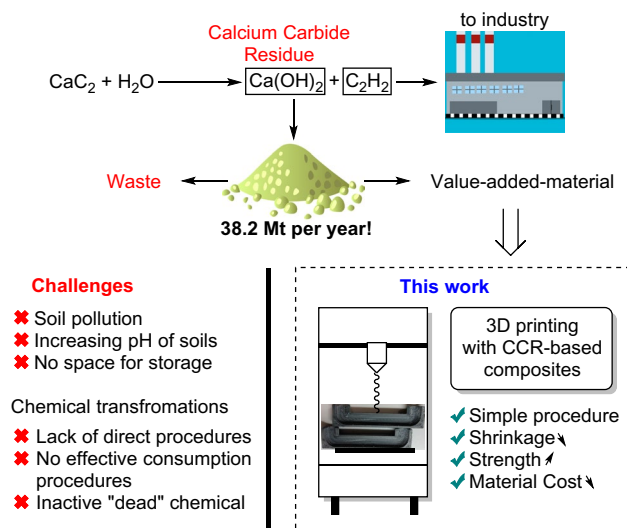 to industry
Calcium Carbide
Residue
CaC₂ + H₂O
Ca(OH)₂ + C₂H₂
Waste
Value-added-material
38.2 Mt per year!
Challenges
Soil pollution
Increasing pH of soils
No space for storage
Chemical transfromations
Lack of direct procedures
No effective consumption
procedures
Inactive "dead" chemical
This work
3D printing
with CCR-based
composites
Simple procedure
Shrinkage
Strength
Material Cost